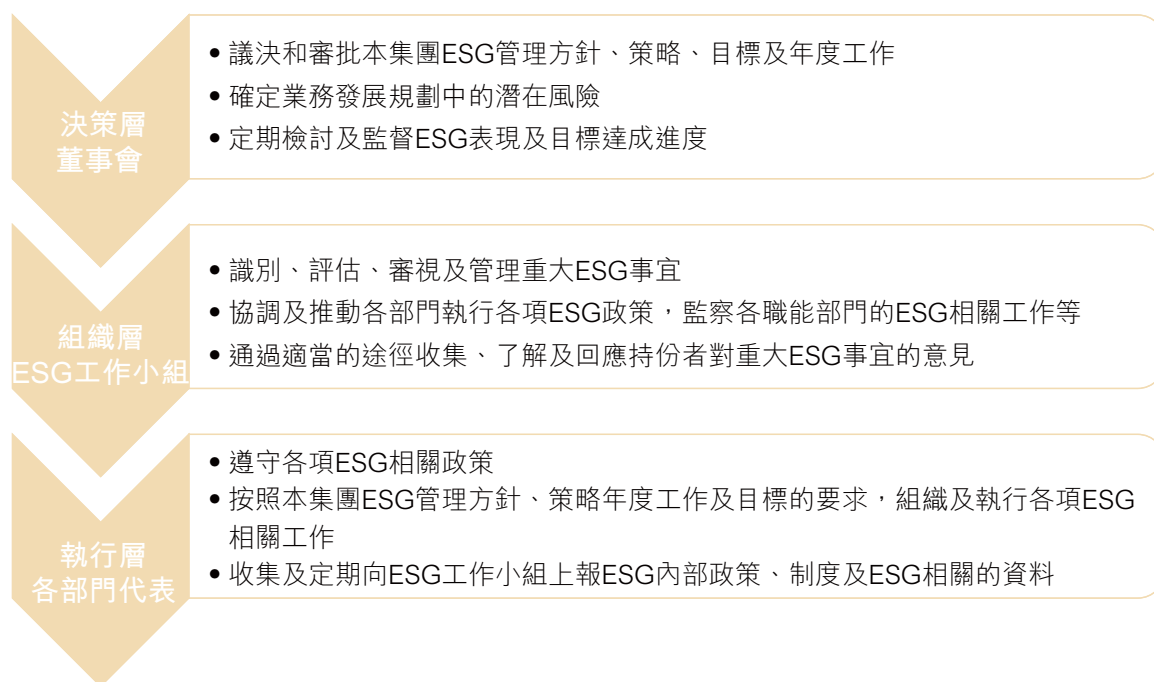 決策層
董事會
• 議決和審批本集團ESG管理方針、策略、目標及年度工作
• 確定業務發展規劃中的潛在風險
• 定期檢討及監督ESG表現及目標達成進度
組織層
ESG工作小組
• 識別、評估、審視及管理重大ESG事宜
• 協調及推動各部門執行各項ESG政策，監察各職能部門的ESG相關工作等
• 通過適當的途徑收集、了解及回應持份者對重大ESG事宜的意見
執行層
各部門代表
• 遵守各項ESG相關政策
• 按照本集團ESG管理方針、策略年度工作及目標的要求，組織及執行各項ESG
相關工作
• 收集及定期向ESG工作小組上報ESG內部政策、制度及ESG相關的資料